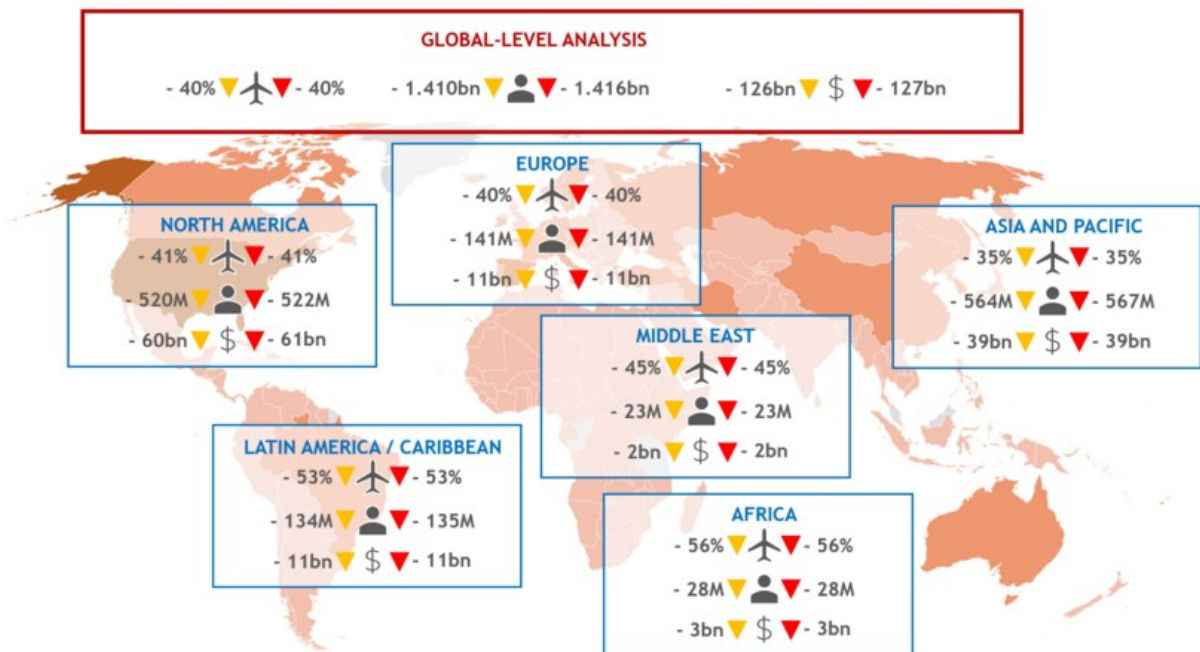 GLOBAL-LEVEL ANALYSIS
- 40% - 40% - 1.410bn - 1.416bn - 126bn $ - 127bn
EUROPE
- 40% - 40%
- 141M - 141M
- 11bn $ - 11bn
NORTH AMERICA
- 41% - 41%
- 520M - 522M
- 60bn $ - 61bn
ASIA AND PACIFIC
- 35% - 35%
- 564M - 567M
- 39bn $ - 39bn
MIDDLE EAST
- 45% - 45%
- 23M - 23M
- 2bn $ - 2bn
LATIN AMERICA / CARIBBEAN
- 53% - 53%
- 134M - 135M
- 11bn $ - 11bn
AFRICA
- 56% - 56%
- 28M - 28M
- 3bn $ - 3bn